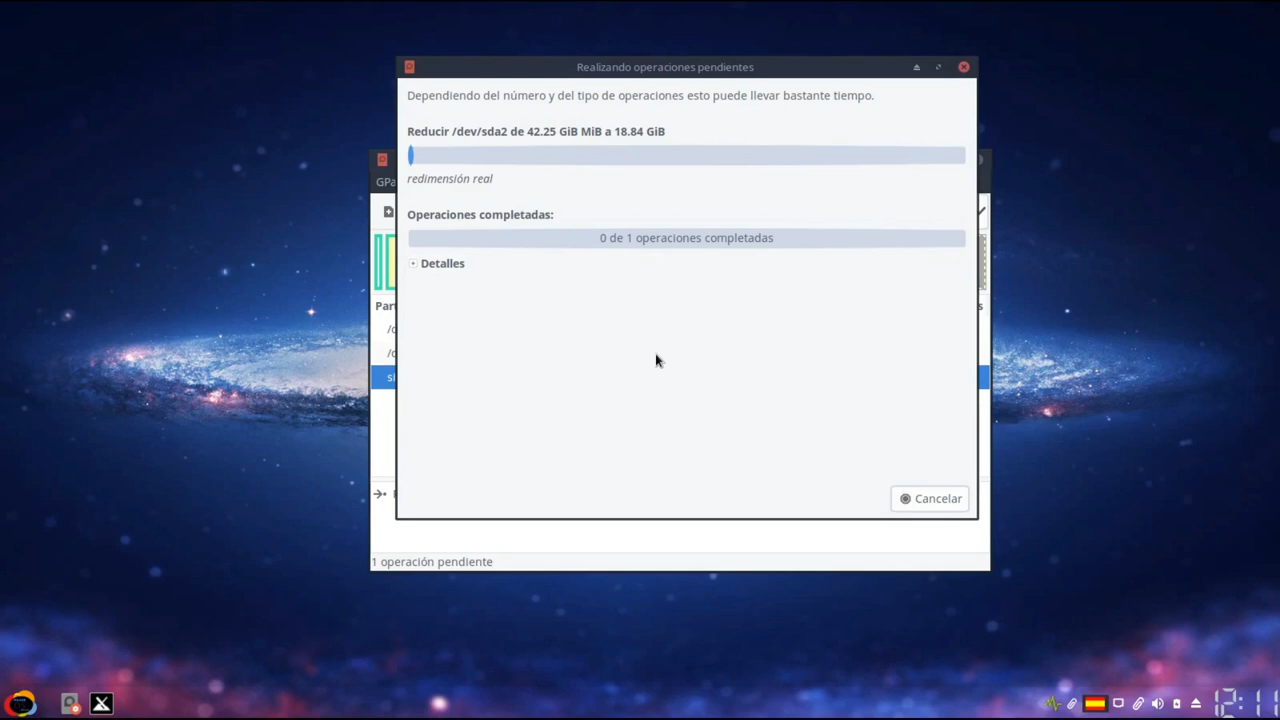 Realizando operaciones pendientes
Dependiendo del número y del tipo de operaciones esto puede llevar bastante tiempo.
Reducir /dev/sda2 de 42.25 GiB MiB a 18.84 GiB
redimensión real
GPa
Operaciones completadas:
0 de 1 operaciones completadas
Detalles
Part
s
Cancelar
1 operación pendiente
12:11